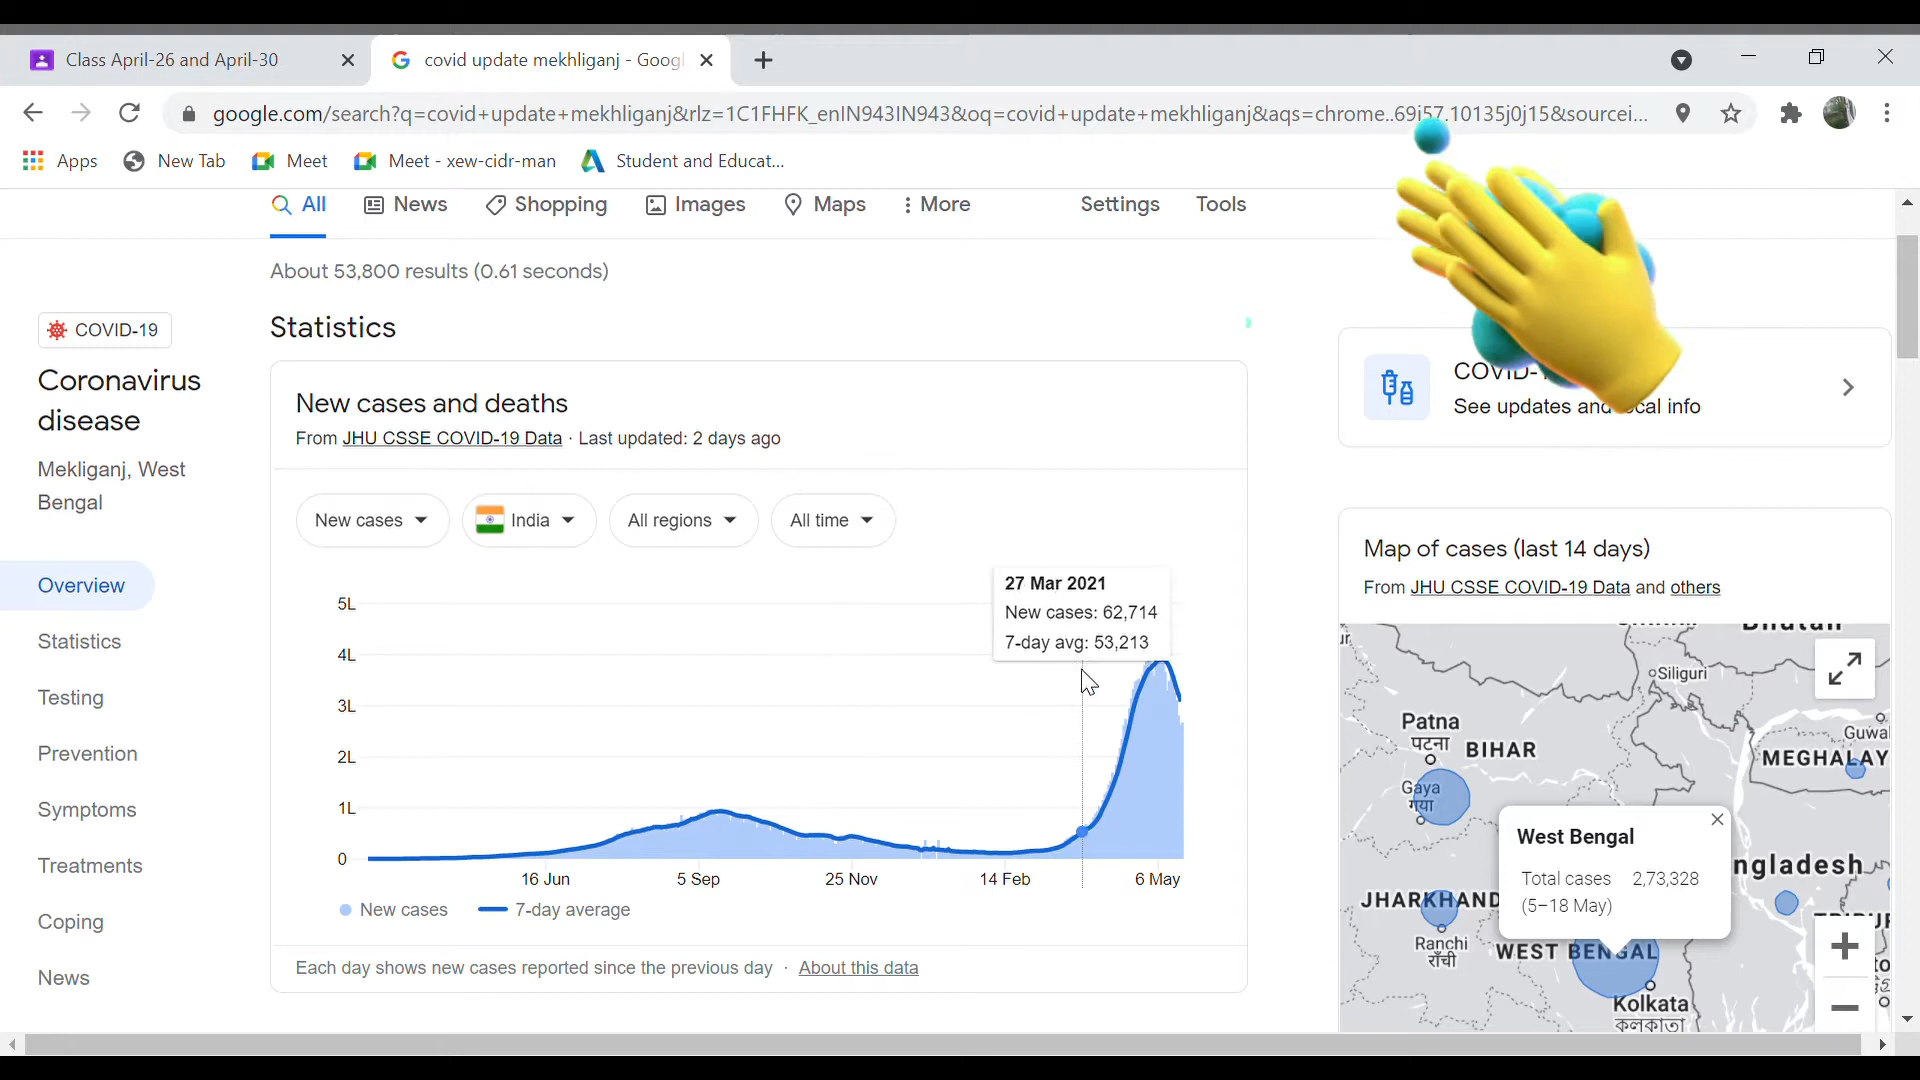 Class April-26 and April-30
covid update mekhliganj - Googl
google.com/search?q=covid+update+mekhliganj&rlz=1C1FHFK_enIN943IN943&oq=covid+update+mekhliganj&aqs=chrome..69i57.10135j0j15&sourcei...
Apps
New Tab
Meet
Meet - xew-cidr-man
Student and Educat...
All
News
Shopping
Images
Maps
More
Settings
Tools
About 53,800 results (0.61 seconds)
COVID-19
Coronavirus
disease
Mekliganj, West
Bengal
Overview
Statistics
Testing
Prevention
Symptoms
Treatments
Coping
News
Statistics
New cases and deaths
From JHU CSSE COVID-19 Data · Last updated: 2 days ago
New cases
India
All regions
All time
27 Mar 2021
New cases: 62,714
7-day avg: 53,213
5L
4L
3L
2L
1L
0
16 Jun
5 Sep
25 Nov
14 Feb
6 May
New cases
7-day average
Each day shows new cases reported since the previous day · About this data
COVID-
See updates and local info
Map of cases (last 14 days)
From JHU CSSE COVID-19 Data and others
Bhutan
Siliguri
Patna
पटना
BIHAR
Guwa
MEGHALAY
Gaya
गया
West Bengal
Total cases 2,73,328
(5–18 May)
ngladesh
JHARKHAND
Ranchi
राँची
WEST BENGAL
Kolkata
কলকাতা